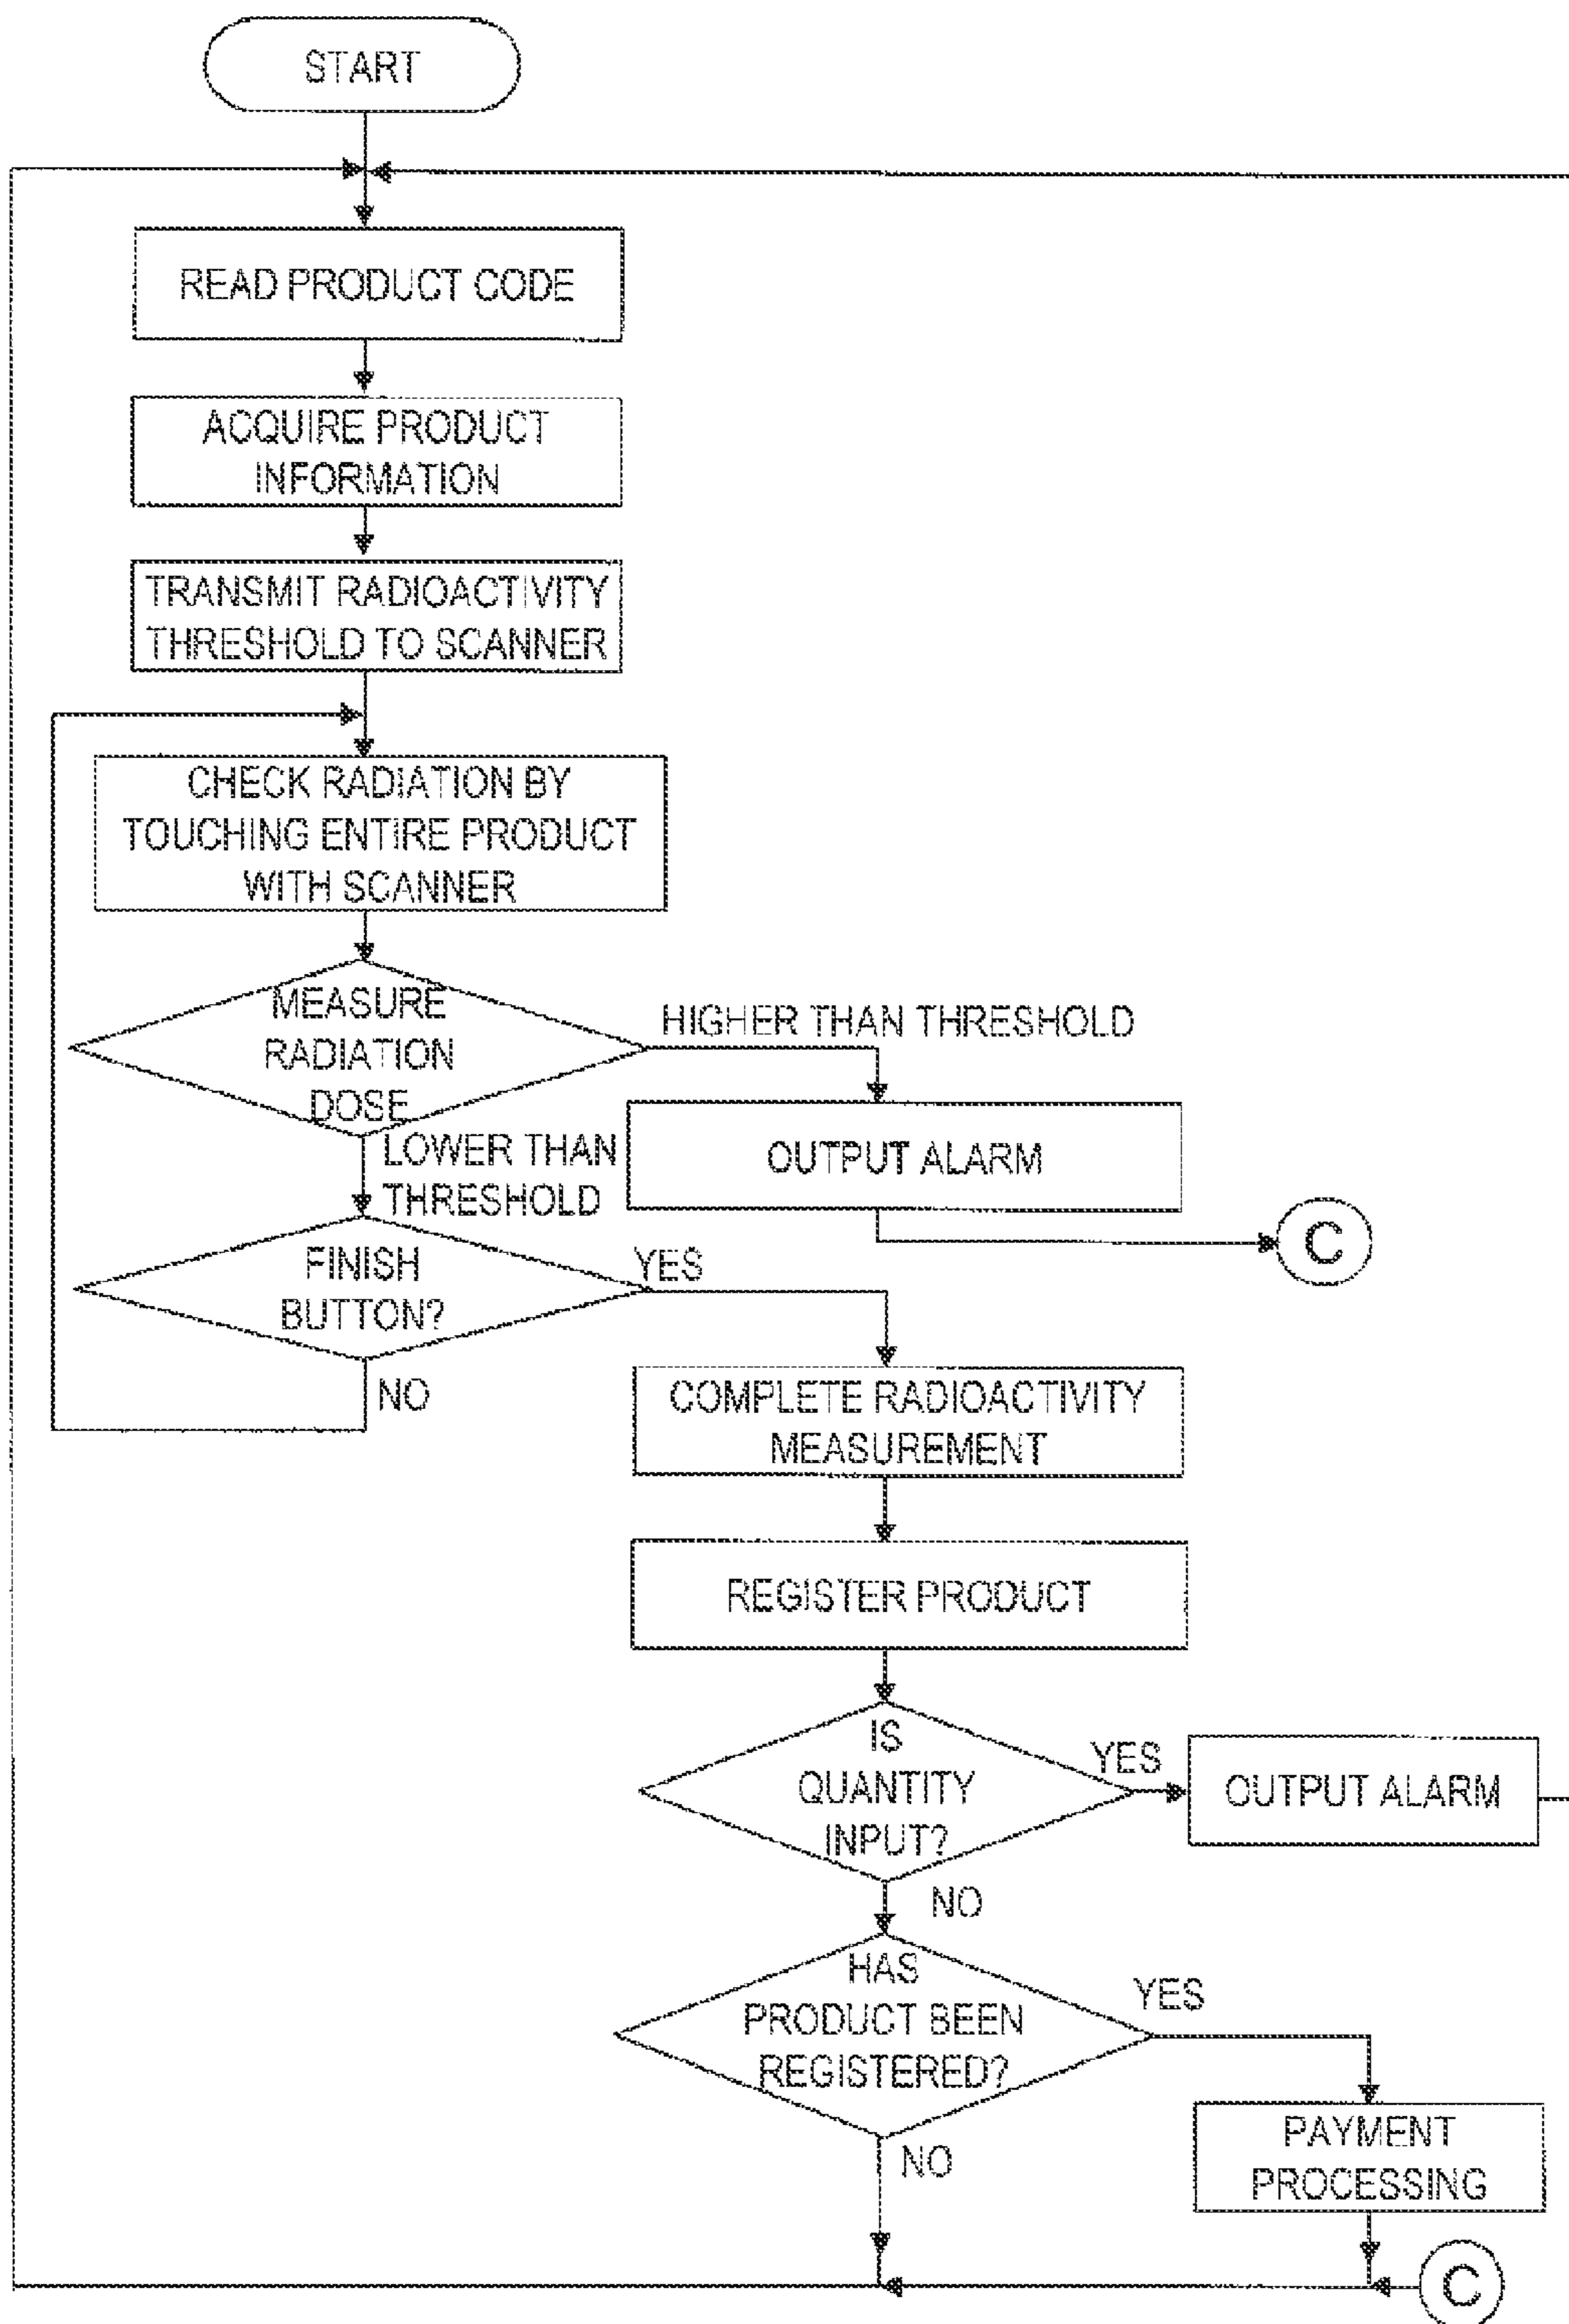 START
READ PRODUCT CODE
ACQUIRE PRODUCT
INFORMATION
TRANSMIT RADIOACTIVITY
THRESHOLD TO SCANNER
CHECK RADIATION BY
TOUCHING ENTIRE PRODUCT
WITH SCANNER
MEASURE
RADIATION
DOSE
HIGHER THAN THRESHOLD
OUTPUT ALARM
C
LOWER THAN
THRESHOLD
FINISH
BUTTON?
YES
NO
COMPLETE RADIOACTIVITY
MEASUREMENT
REGISTER PRODUCT
IS
QUANTITY
INPUT?
YES
OUTPUT ALARM
NO
HAS
PRODUCT BEEN
REGISTERED?
YES
PAYMENT
PROCESSING
NO
C